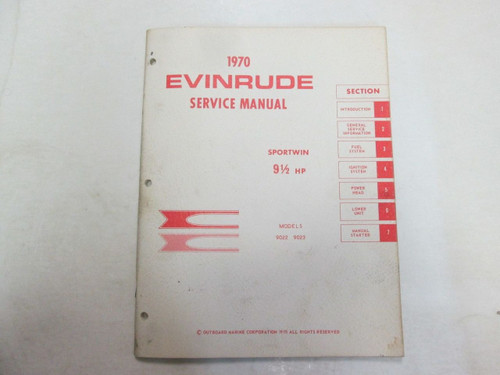 1970
EVINRUDE
SERVICE MANUAL
SPORTWIN
9½ HP
MODELS
9022 9023
SECTION
INTRODUCTION 1
GENERAL
SERVICE
INFORMATION 2
FUEL
SYSTEM 3
IGNITION
SYSTEM 4
POWER
HEAD 5
LOWER
UNIT 6
MANUAL
STARTER 7
© OUTBOARD MARINE CORPORATION 1970 ALL RIGHTS RESERVED